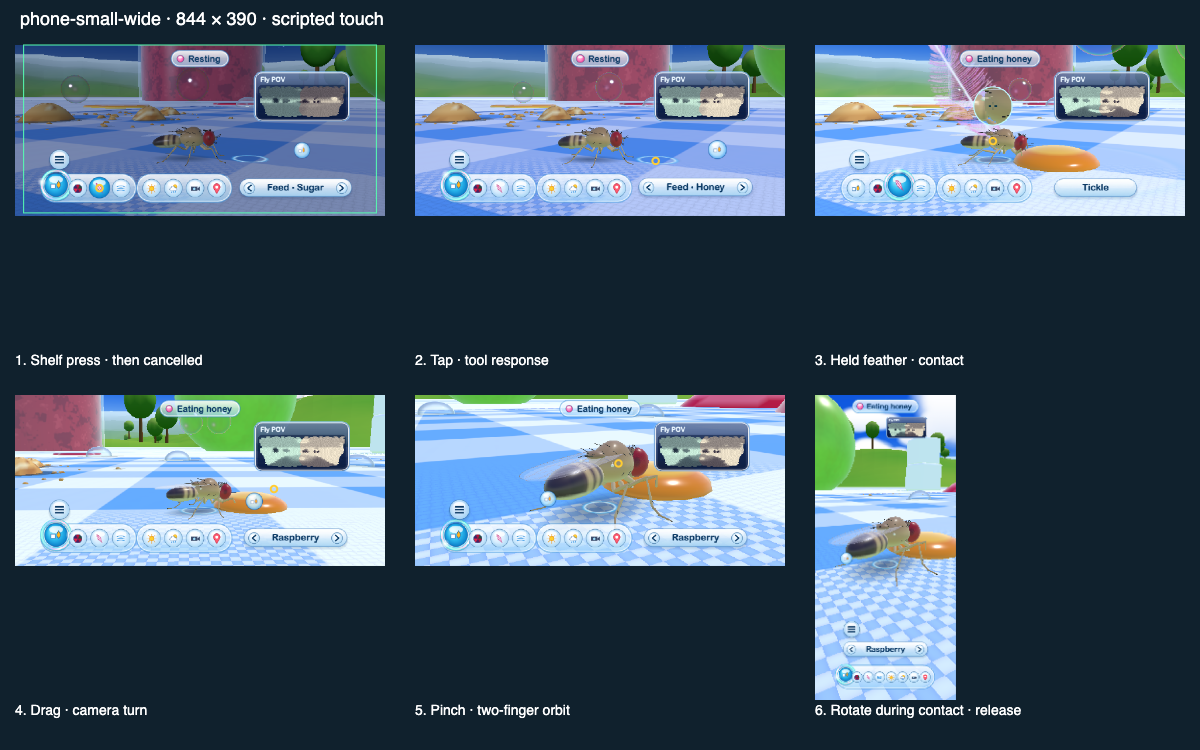 phone-small-wide · 844 × 390 · scripted touch
Resting
Fly POV
Feed · Sugar
1. Shelf press · then cancelled
Resting
Fly POV
Feed · Honey
2. Tap · tool response
Eating honey
Fly POV
Tickle
3. Held feather · contact
Eating honey
Fly POV
Raspberry
4. Drag · camera turn
Eating honey
Fly POV
Raspberry
5. Pinch · two-finger orbit
Eating honey
Fly POV
Raspberry
6. Rotate during contact · release